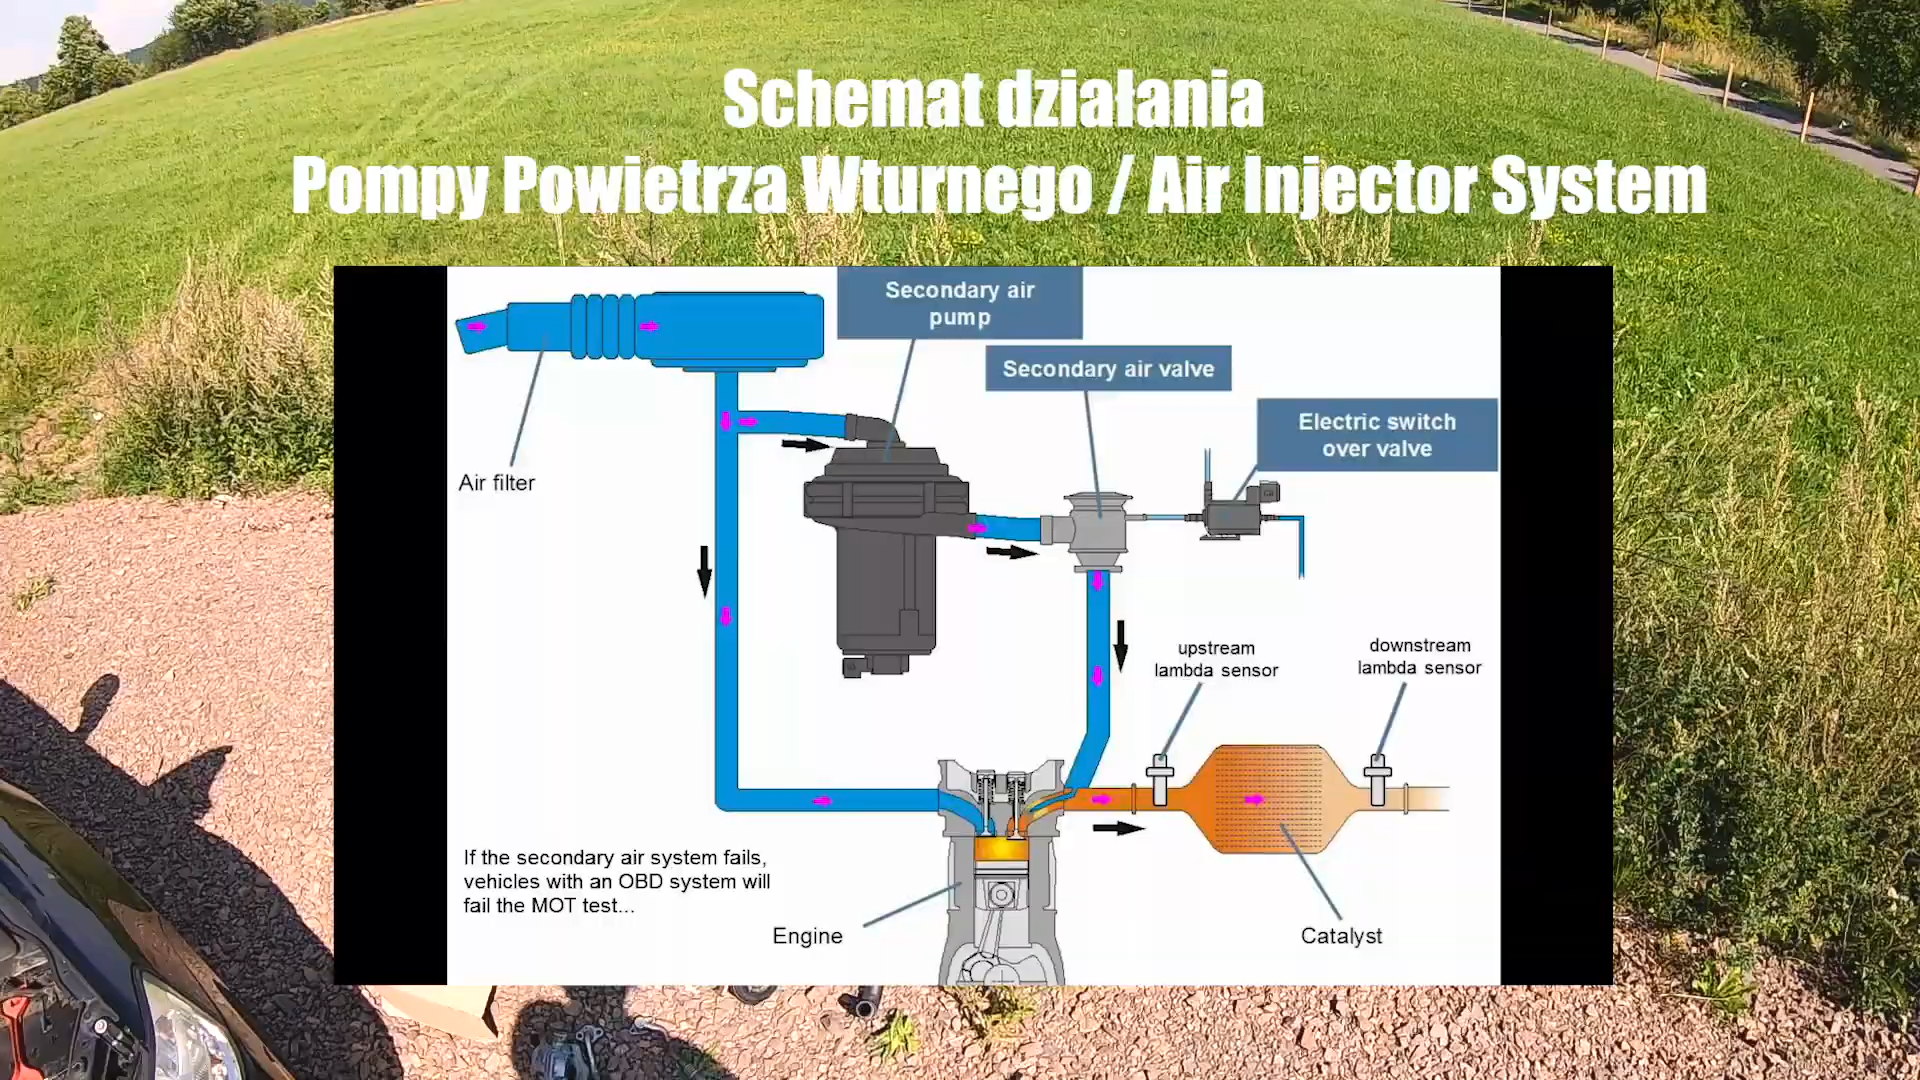 Schemat działania
Pompy Powietrza Wturnego / Air Injector System
Secondary air
pump
Secondary air valve
Electric switch
over valve
Air filter
upstream
lambda sensor
downstream
lambda sensor
If the secondary air system fails,
vehicles with an OBD system will
fail the MOT test...
Engine
Catalyst